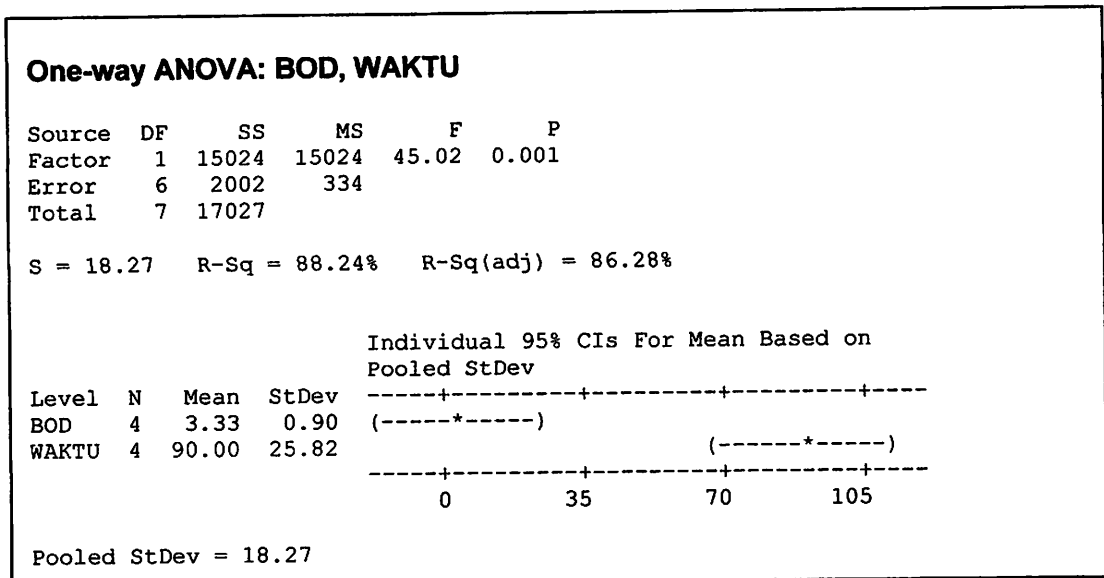 One-way ANOVA: BOD, WAKTU
Source  DF     SS     MS      F      P
Factor   1  15024  15024  45.02  0.001
Error    6   2002    334
Total    7  17027
S = 18.27   R-Sq = 88.24%   R-Sq(adj) = 86.28%
Individual 95% CIs For Mean Based on
Pooled StDev
Level  N   Mean  StDev  -----+---------+---------+---------+----
BOD    4   3.33   0.90  (-----*-----)
WAKTU  4  90.00  25.82                          (------*-----)
-----+---------+---------+---------+----
0        35        70       105
Pooled StDev = 18.27